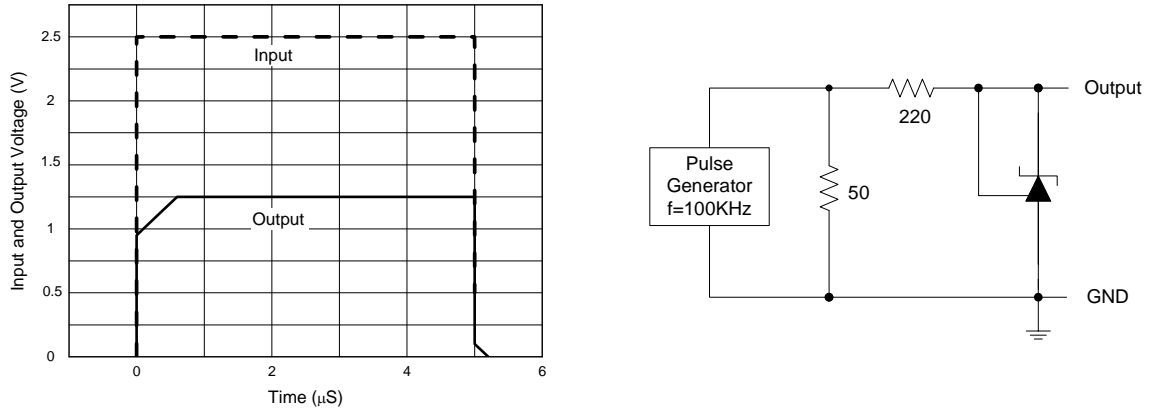 Input and Output Voltage (V)
2.5
2
1.5
1
0.5
0
Input
Output
0
2
4
6
Time (μS)
Pulse
Generator
f=100KHz
50
220
Output
GND